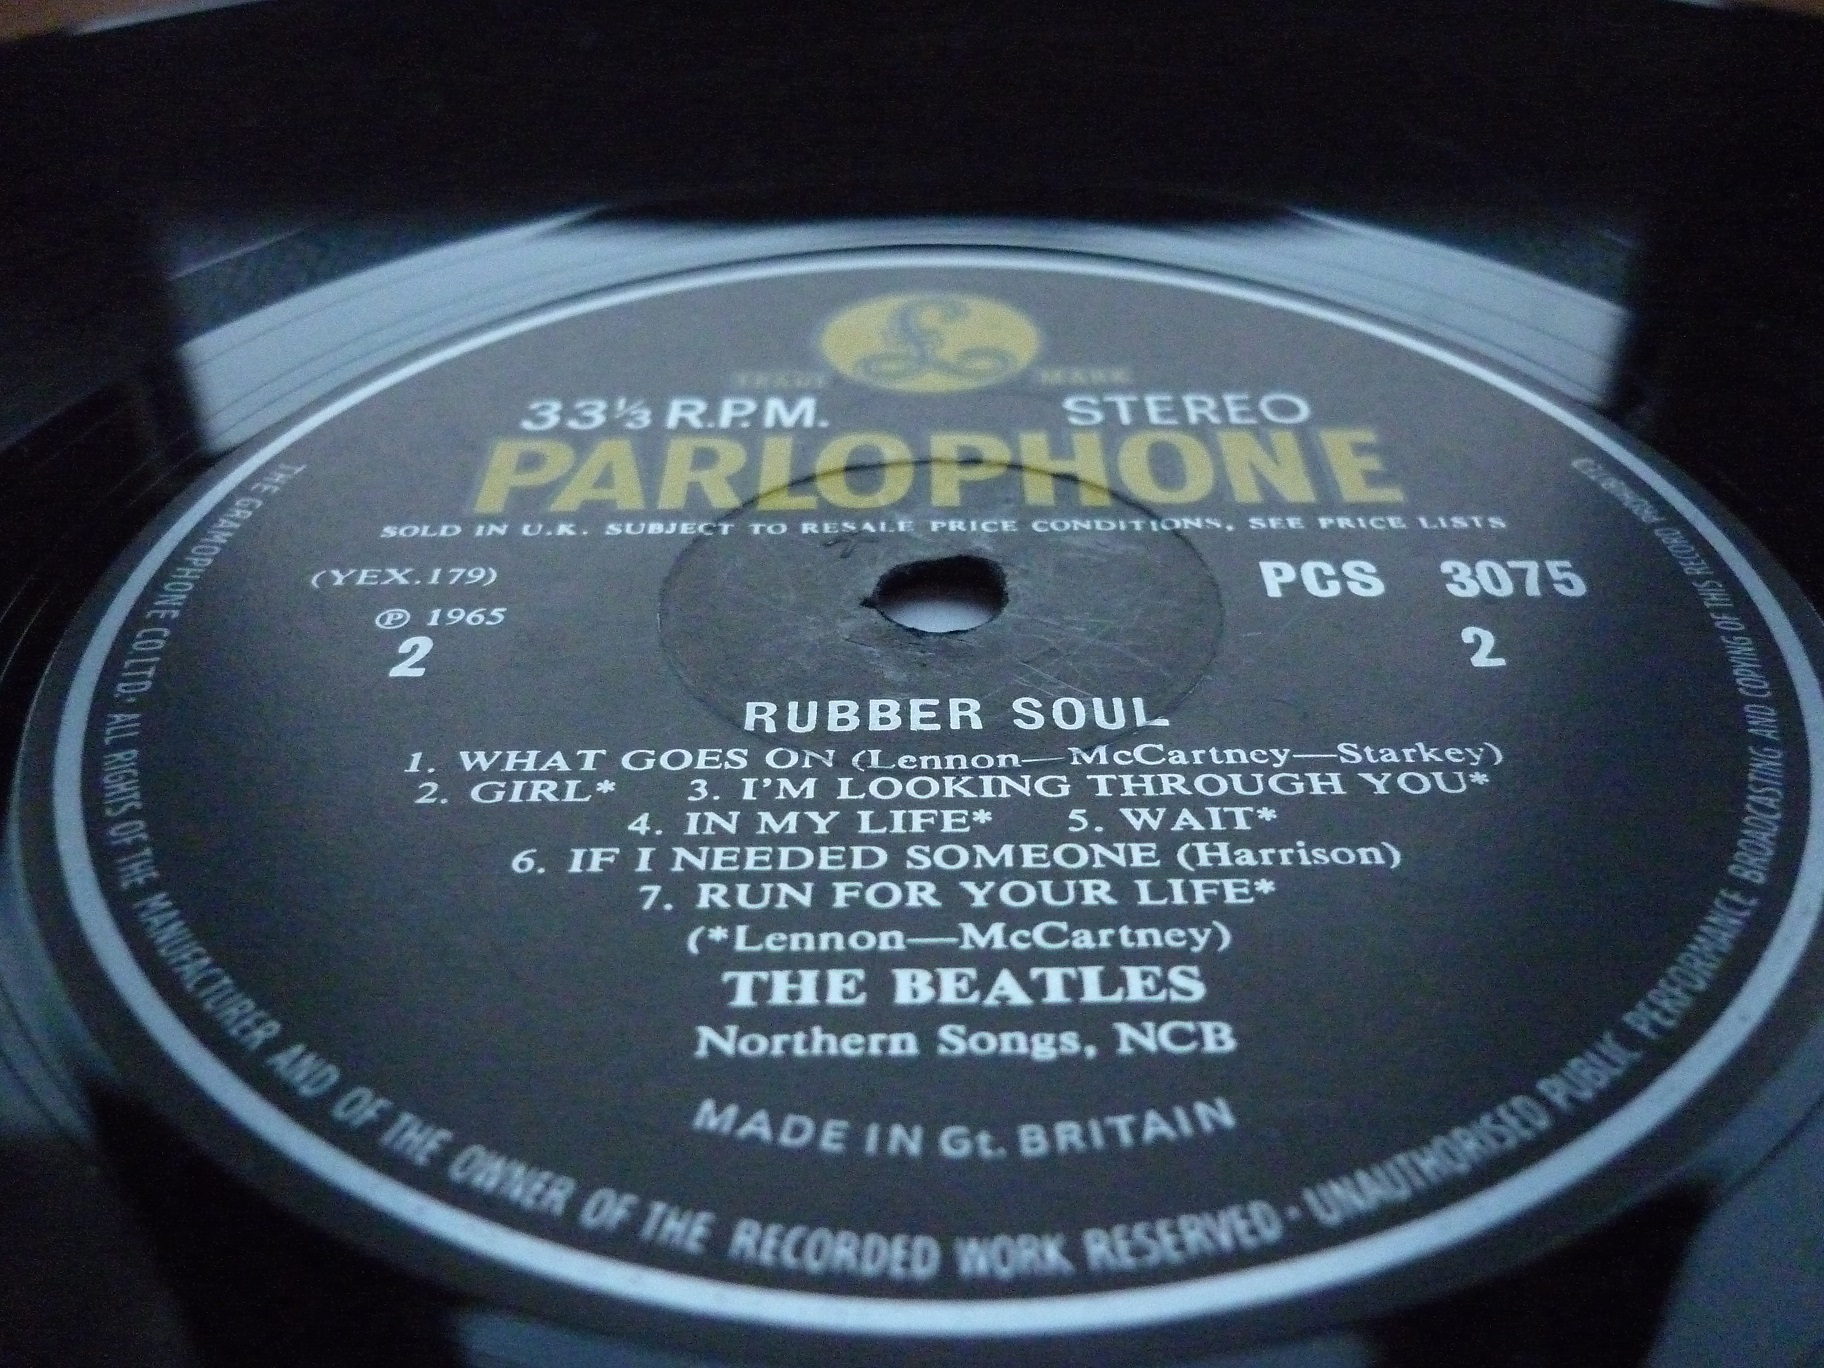 £
TRADE MARK
33⅓ R.P.M. STEREO
PARLOPHONE
SOLD IN U.K. SUBJECT TO RESALE PRICE CONDITIONS, SEE PRICE LISTS
(YEX.179) PCS 3075
℗ 1965
2 2
RUBBER SOUL
1. WHAT GOES ON (Lennon—McCartney—Starkey)
2. GIRL* 3. I'M LOOKING THROUGH YOU*
4. IN MY LIFE* 5. WAIT*
6. IF I NEEDED SOMEONE (Harrison)
7. RUN FOR YOUR LIFE*
(*Lennon—McCartney)
THE BEATLES
Northern Songs, NCB
MADE IN Gt. BRITAIN
THE GRAMOPHONE CO LTD. ALL RIGHTS OF THE MANUFACTURER AND OF THE OWNER OF THE RECORDED WORK RESERVED · UNAUTHORISED PUBLIC PERFORMANCE BROADCASTING AND COPYING OF THIS RECORD PROHIBITED